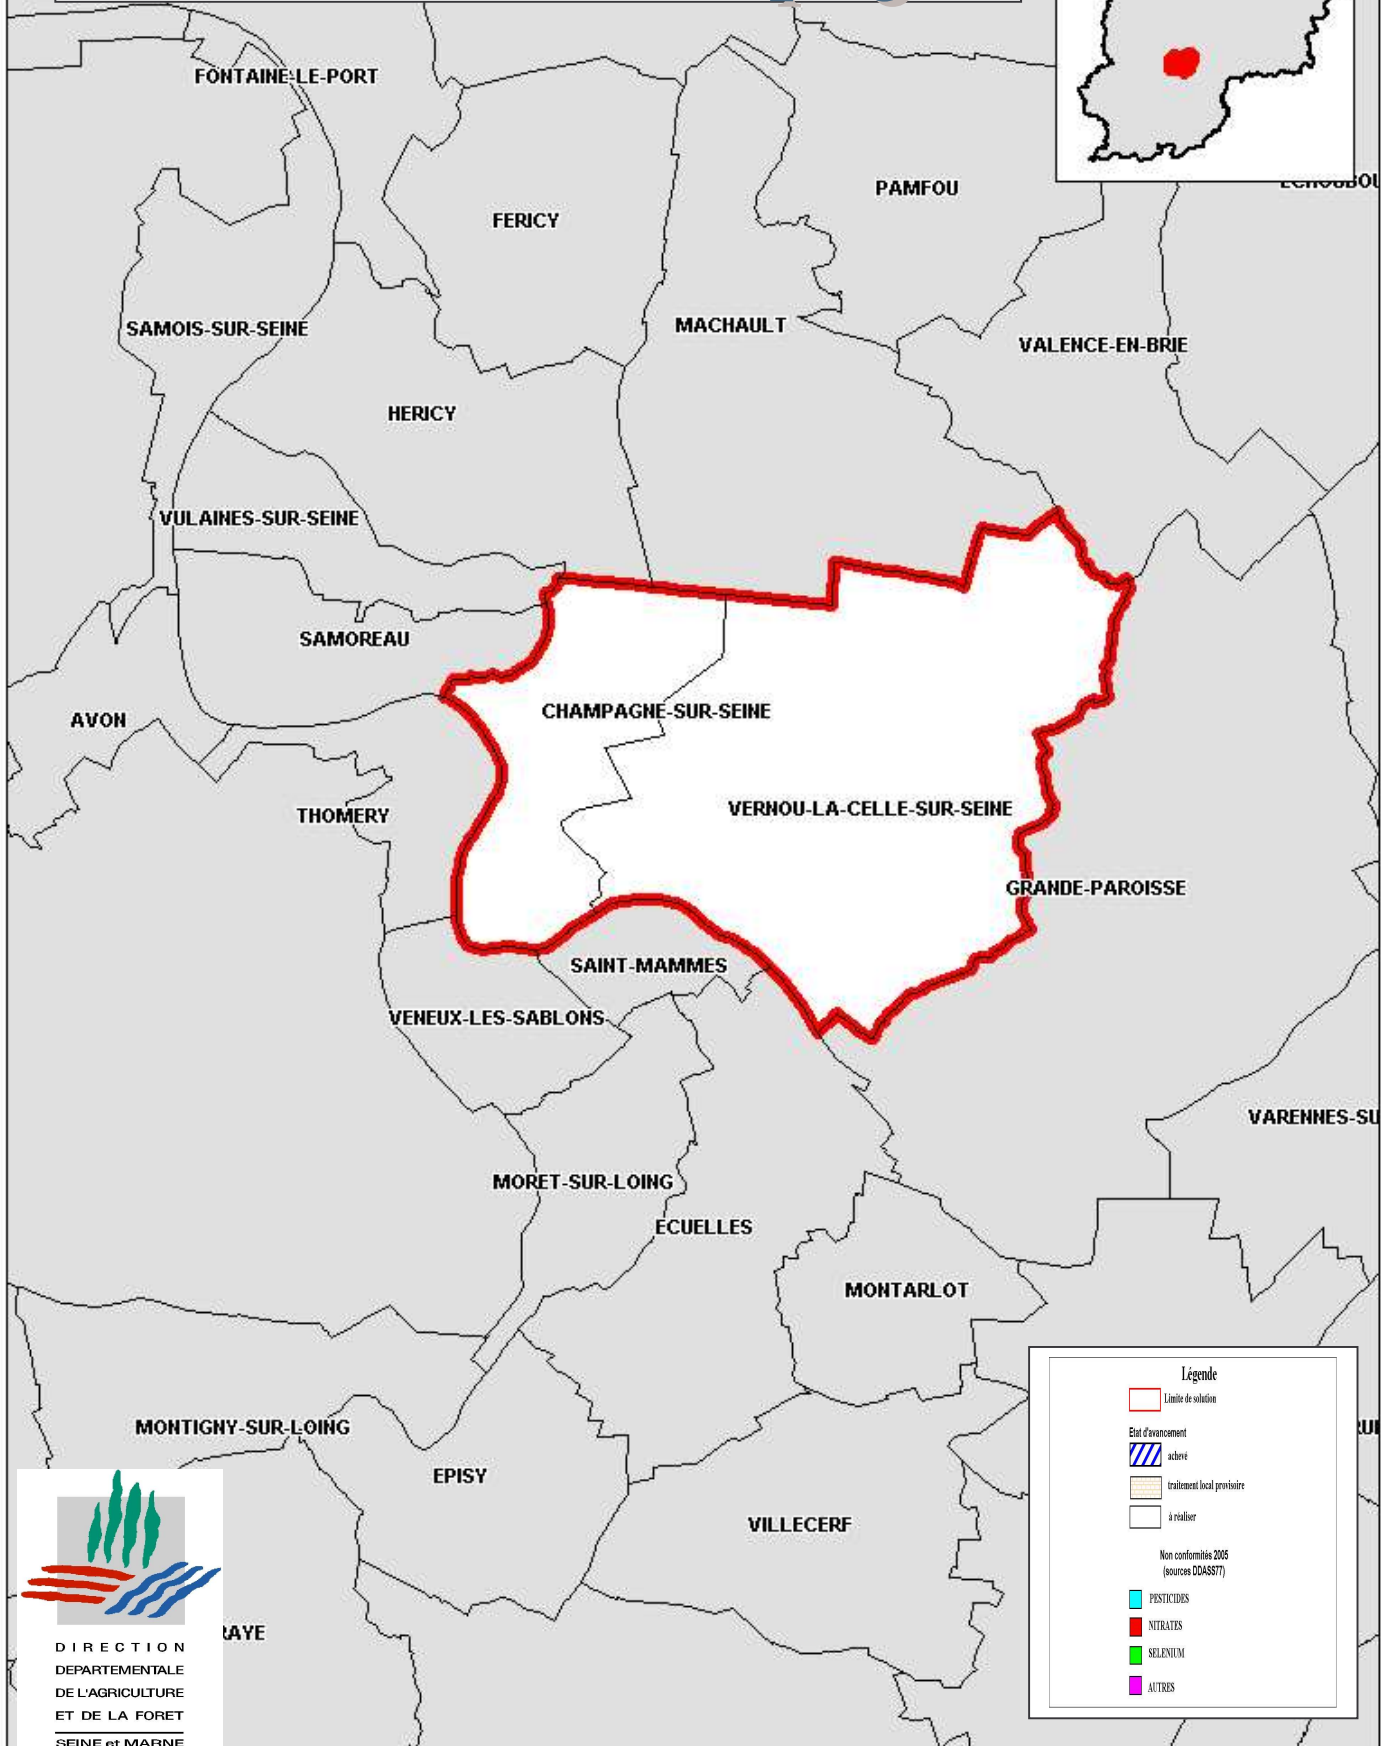 FONTAINE-LE-PORT
PAMFOU
FERICY
SAMOIS-SUR-SEINE
MACHAULT
VALENCE-EN-BRIE
HERICY
VULAINES-SUR-SEINE
SAMOREAU
AVON
CHAMPAGNE-SUR-SEINE
THOMERY
VERNOU-LA-CELLE-SUR-SEINE
GRANDE-PAROISSE
SAINT-MAMMES
VENEUX-LES-SABLONS
VARENNES-SU
MORET-SUR-LOING
ECUELLES
MONTARLOT
MONTIGNY-SUR-LOING
EPISY
VILLECERF
RAYE
DIRECTION
DEPARTEMENTALE
DE L'AGRICULTURE
ET DE LA FORET
SEINE et MARNE
Légende
Limite de solution
Etat d'avancement
achevé
traitement local provisoire
à réaliser
Non conformités 2005
(sources DDASS77)
PESTICIDES
NITRATES
SELENIUM
AUTRES